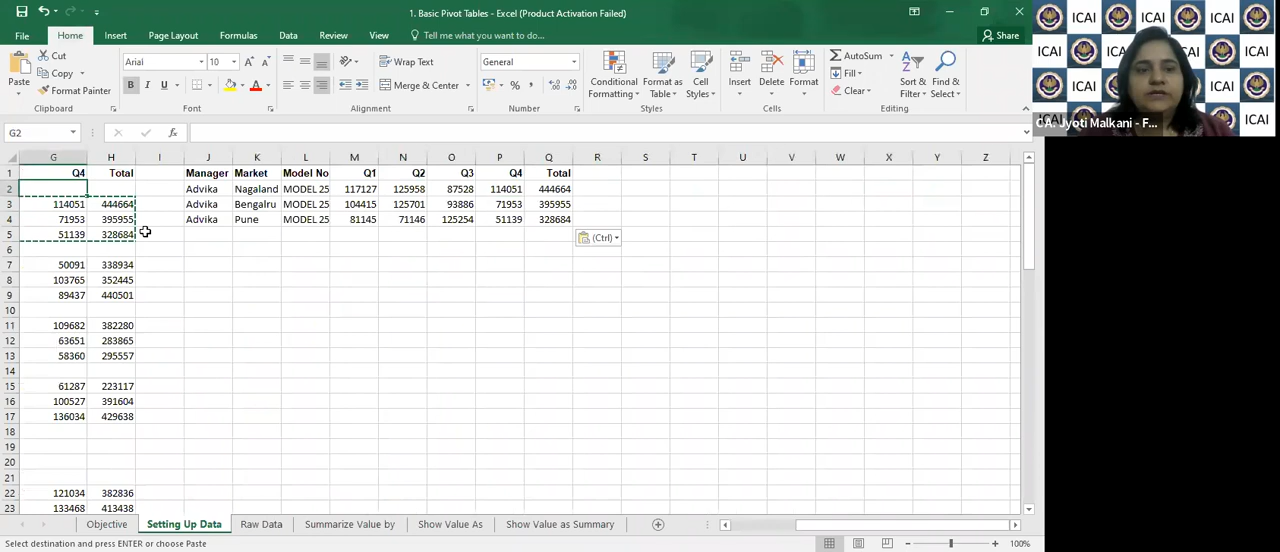 1. Basic Pivot Tables - Excel (Product Activation Failed)
File Home Insert Page Layout Formulas Data Review View Tell me what you want to do... Share
Paste Cut Copy Format Painter
Clipboard
Arial 10 A A B I U A
Font
Wrap Text
Merge & Center
Alignment
General
% ,
Number
Conditional Formatting Format as Table Cell Styles
Styles
Insert Delete Format
Cells
AutoSum Fill Clear Sort & Filter Find & Select
Editing
ICAI ICAI
ICAI ICAI
ICAI ICAI
ICAI ICAI
CA. Jyoti Malkani - F...
G2 fx
G H I J K L M N O P Q R S T U V W X Y Z
1 Q4 Total Manager Market Model No Q1 Q2 Q3 Q4 Total
2 Advika Nagaland MODEL 25 117127 125958 87528 114051 444664
3 114051 444664 Advika Bengalru MODEL 25 104415 125701 93886 71953 395955
4 71953 395955 Advika Pune MODEL 25 81145 71146 125254 51139 328684
5 51139 328684 (Ctrl)
6
7 50091 338934
8 103765 352445
9 89437 440501
10
11 109682 382280
12 63651 283865
13 58360 295557
14
15 61287 223117
16 100527 391604
17 136034 429638
18
19
20
21
22 121034 382836
23 133468 413438
Objective Setting Up Data Raw Data Summarize Value by Show Value As Show Value as Summary
Select destination and press ENTER or choose Paste 100%